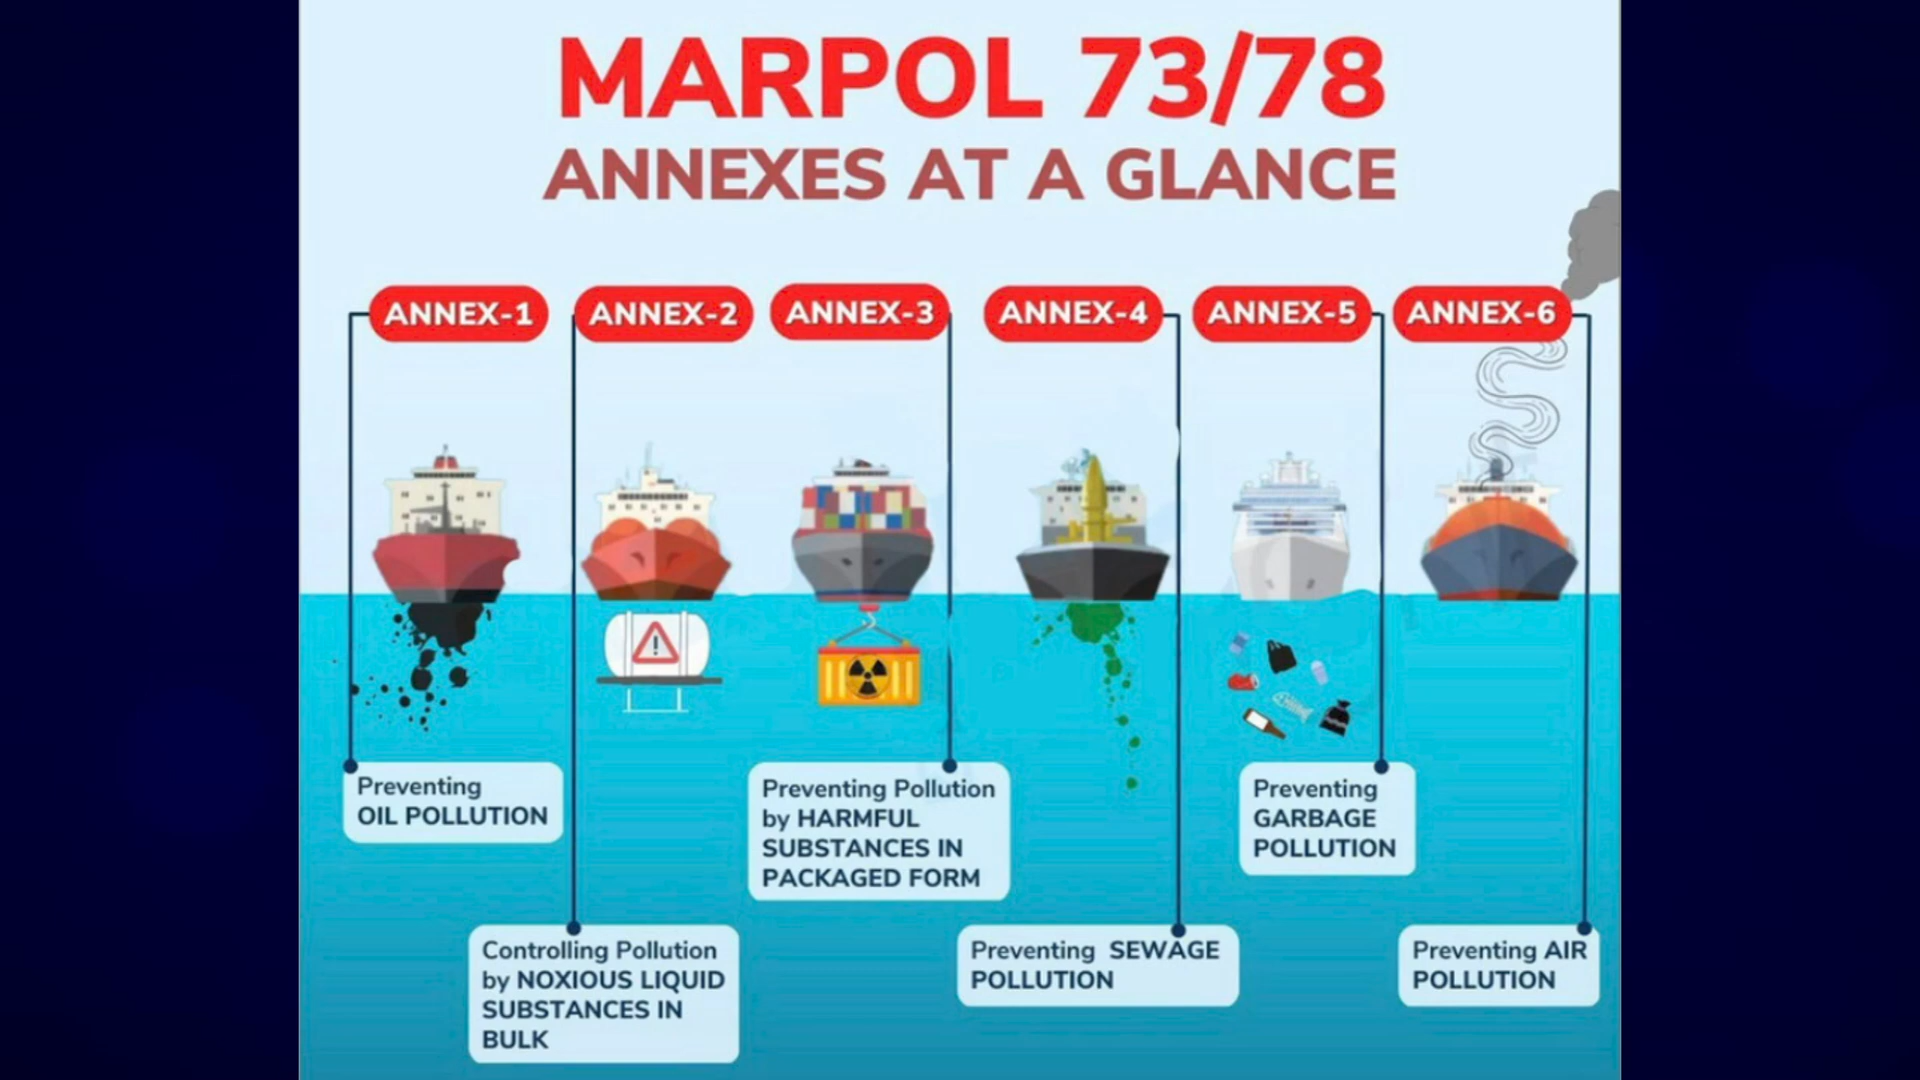 MARPOL 73/78
ANNEXES AT A GLANCE
ANNEX-1
ANNEX-2
ANNEX-3
ANNEX-4
ANNEX-5
ANNEX-6
Preventing
OIL POLLUTION
Controlling Pollution
by NOXIOUS LIQUID
SUBSTANCES IN
BULK
Preventing Pollution
by HARMFUL
SUBSTANCES IN
PACKAGED FORM
Preventing SEWAGE
POLLUTION
Preventing
GARBAGE
POLLUTION
Preventing AIR
POLLUTION